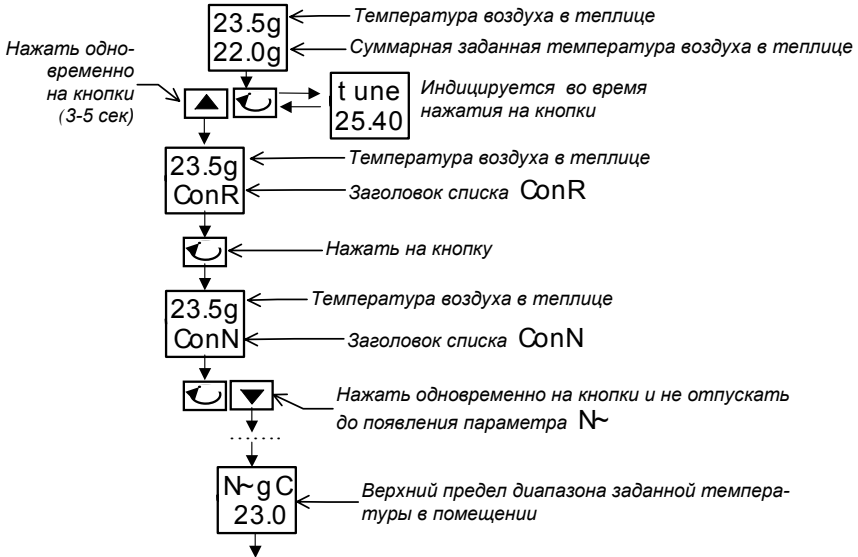 23.5g
Температура воздуха в теплице
22.0g
Суммарная заданная температура воздуха в теплице
Нажать одно-
временно
на кнопки
(3-5 сек)
t une
25.40
Индицируется во время
нажатия на кнопки
23.5g
Температура воздуха в теплице
ConR
Заголовок списка ConR
Нажать на кнопку
23.5g
Температура воздуха в теплице
ConN
Заголовок списка ConN
Нажать одновременно на кнопки и не отпускать
до появления параметра N~
........
N~g C
23.0
Верхний предел диапазона заданной темпера-
туры в помещении